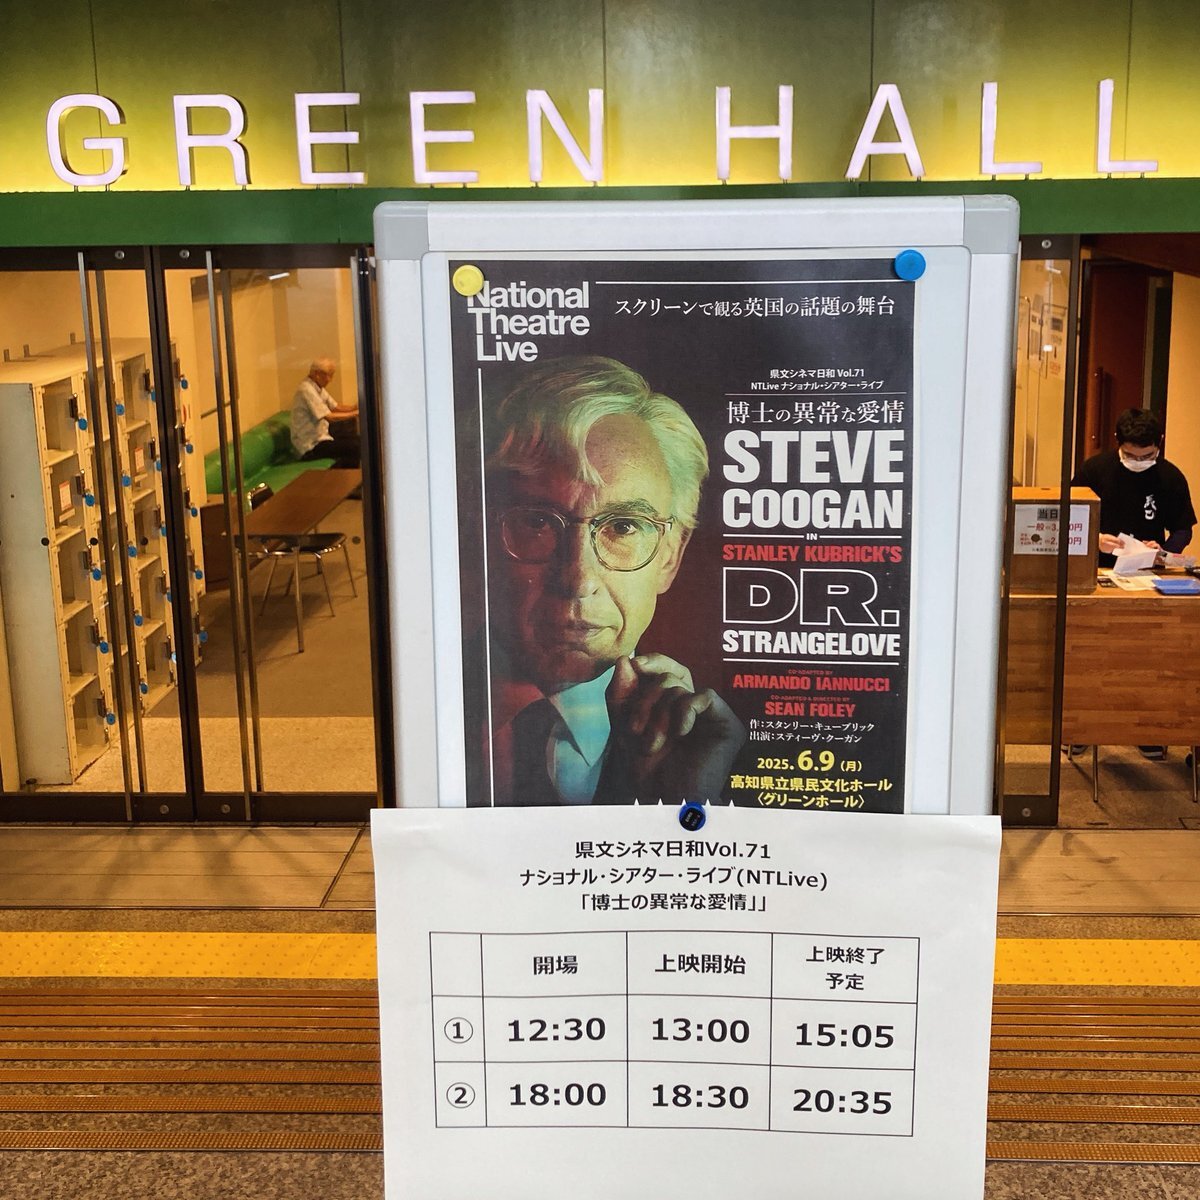 GREEN HALL
National
Theatre
Live
スクリーンで観る英国の話題の舞台
県文シネマ日和 Vol.71
NTLive ナショナル・シアター・ライブ
博士の異常な愛情
STEVE
COOGAN
IN
STANLEY KUBRICK'S
DR.
STRANGELOVE
CO-ADAPTED BY
ARMANDO IANNUCCI
CO-ADAPTED & DIRECTED BY
SEAN FOLEY
作:スタンリー・キューブリック
出演:スティーヴ・クーガン
2025.6.9(月)
高知県立県民文化ホール
〈グリーンホール〉
県文シネマ日和Vol.71
ナショナル・シアター・ライブ(NTLive)
「博士の異常な愛情」」
開場 上映開始 上映終了
予定
① 12:30 13:00 15:05
② 18:00 18:30 20:35
当日
一般